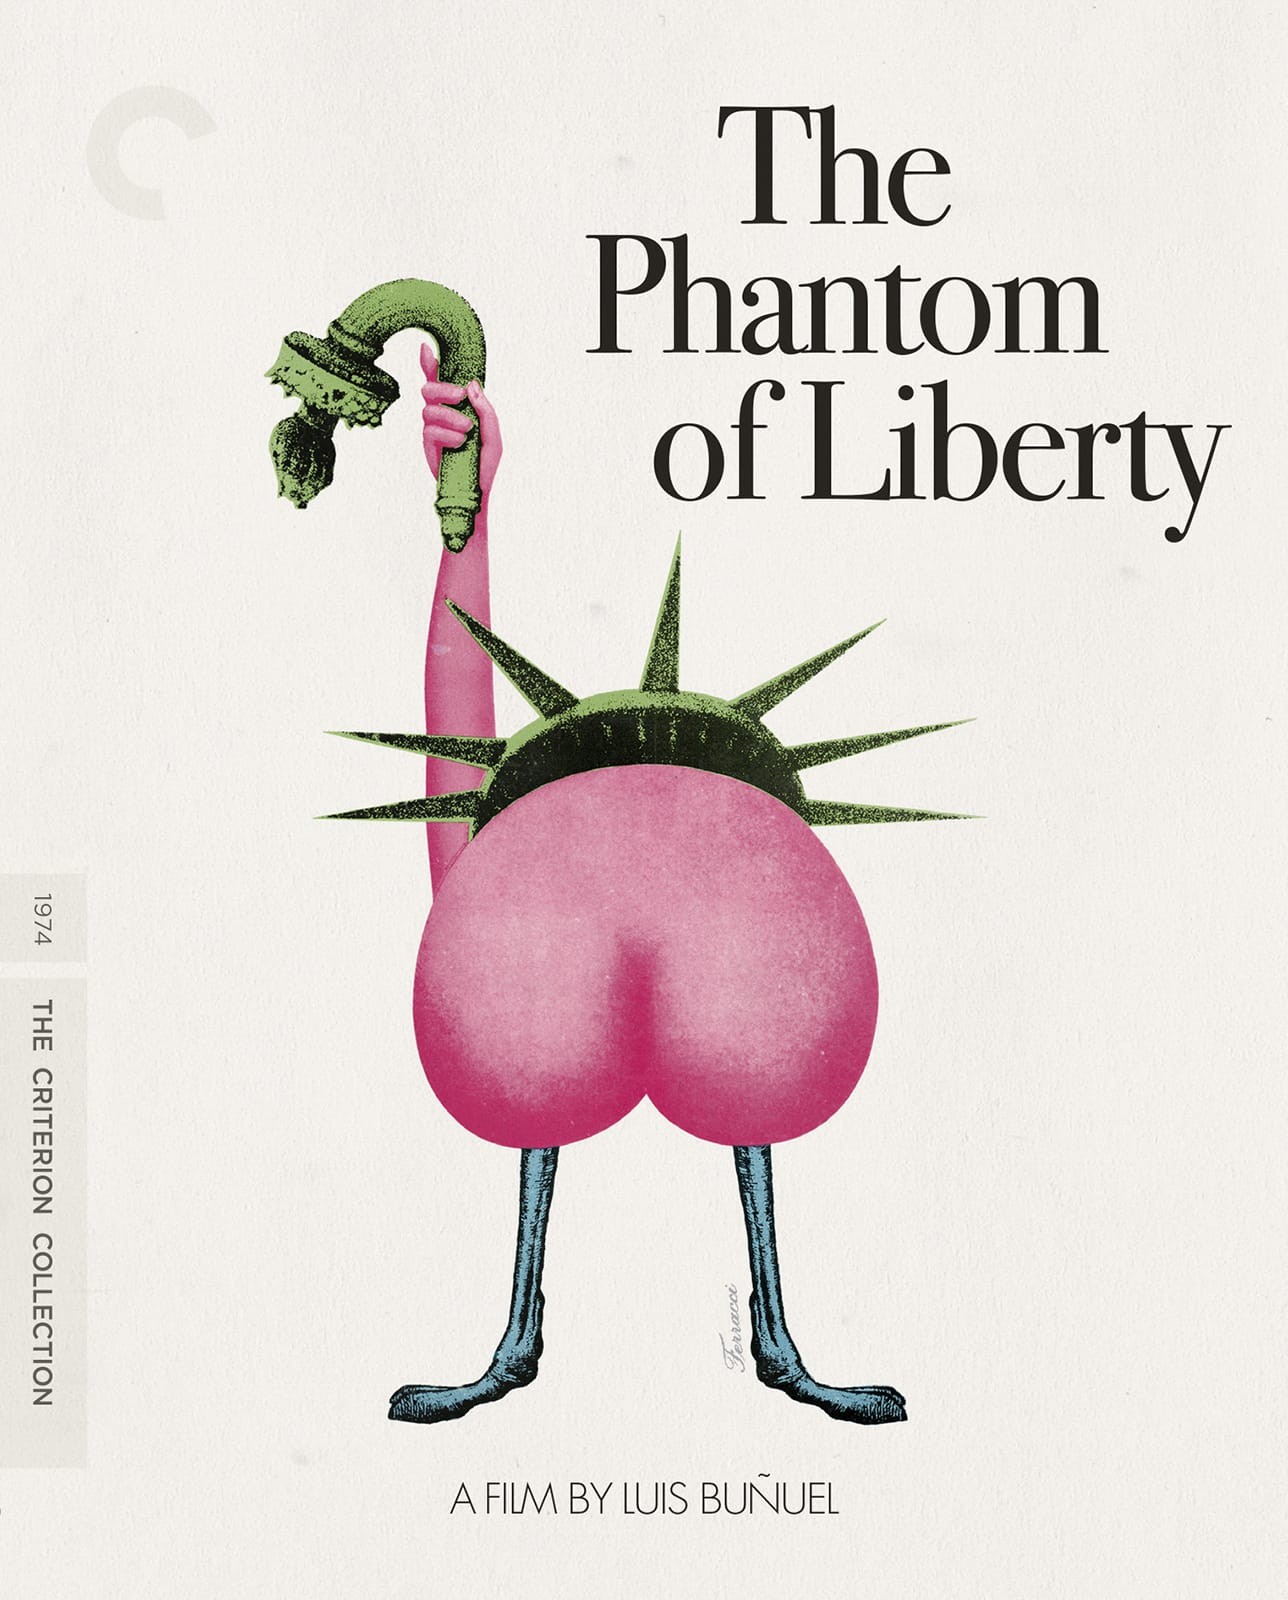 The
Phantom
of Liberty
1974
THE CRITERION COLLECTION
Ferracci
A FILM BY LUIS BUÑUEL